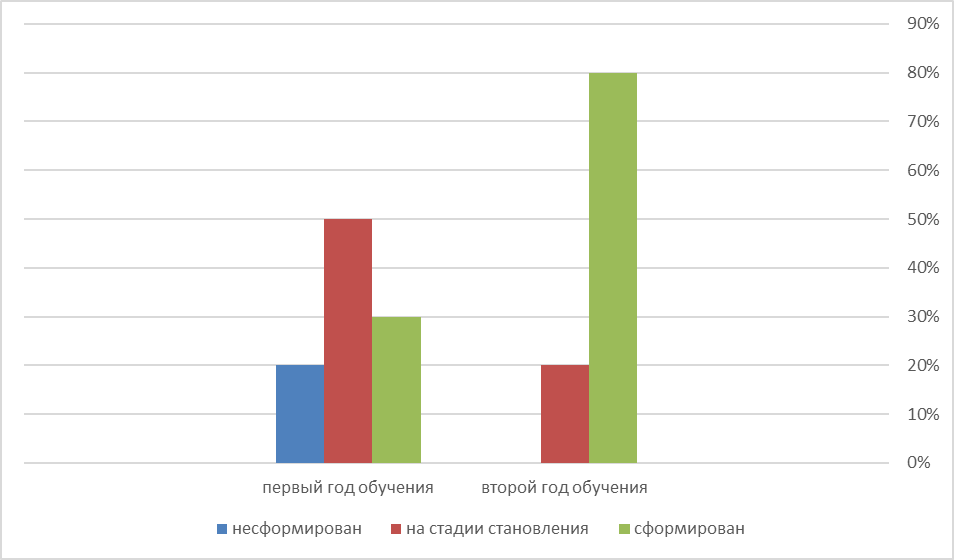 90%
80%
70%
60%
50%
40%
30%
20%
10%
0%
первый год обучения
второй год обучения
несформирован
на стадии становления
сформирован